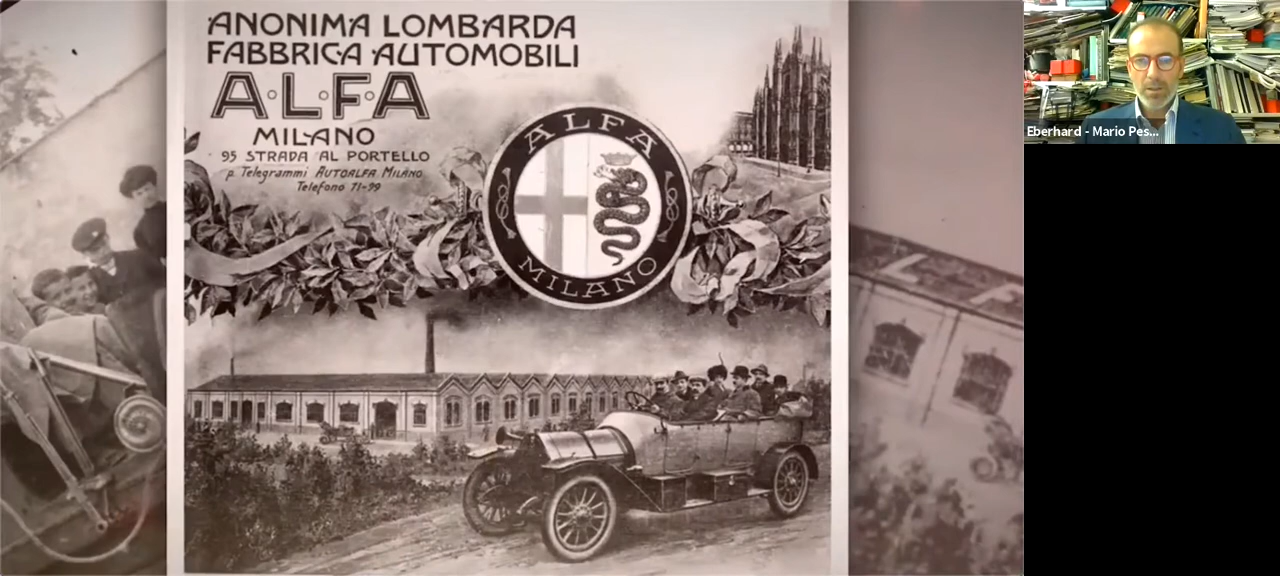 ANONIMA LOMBARDA
FABBRICA AUTOMOBILI
A·L·F·A
MILANO
95 STRADA AL PORTELLO
p. Telegrammi AUTOALFA MILANO
Telefono 71-99
ALFA
MILANO
L F
Eberhard - Mario Pes...